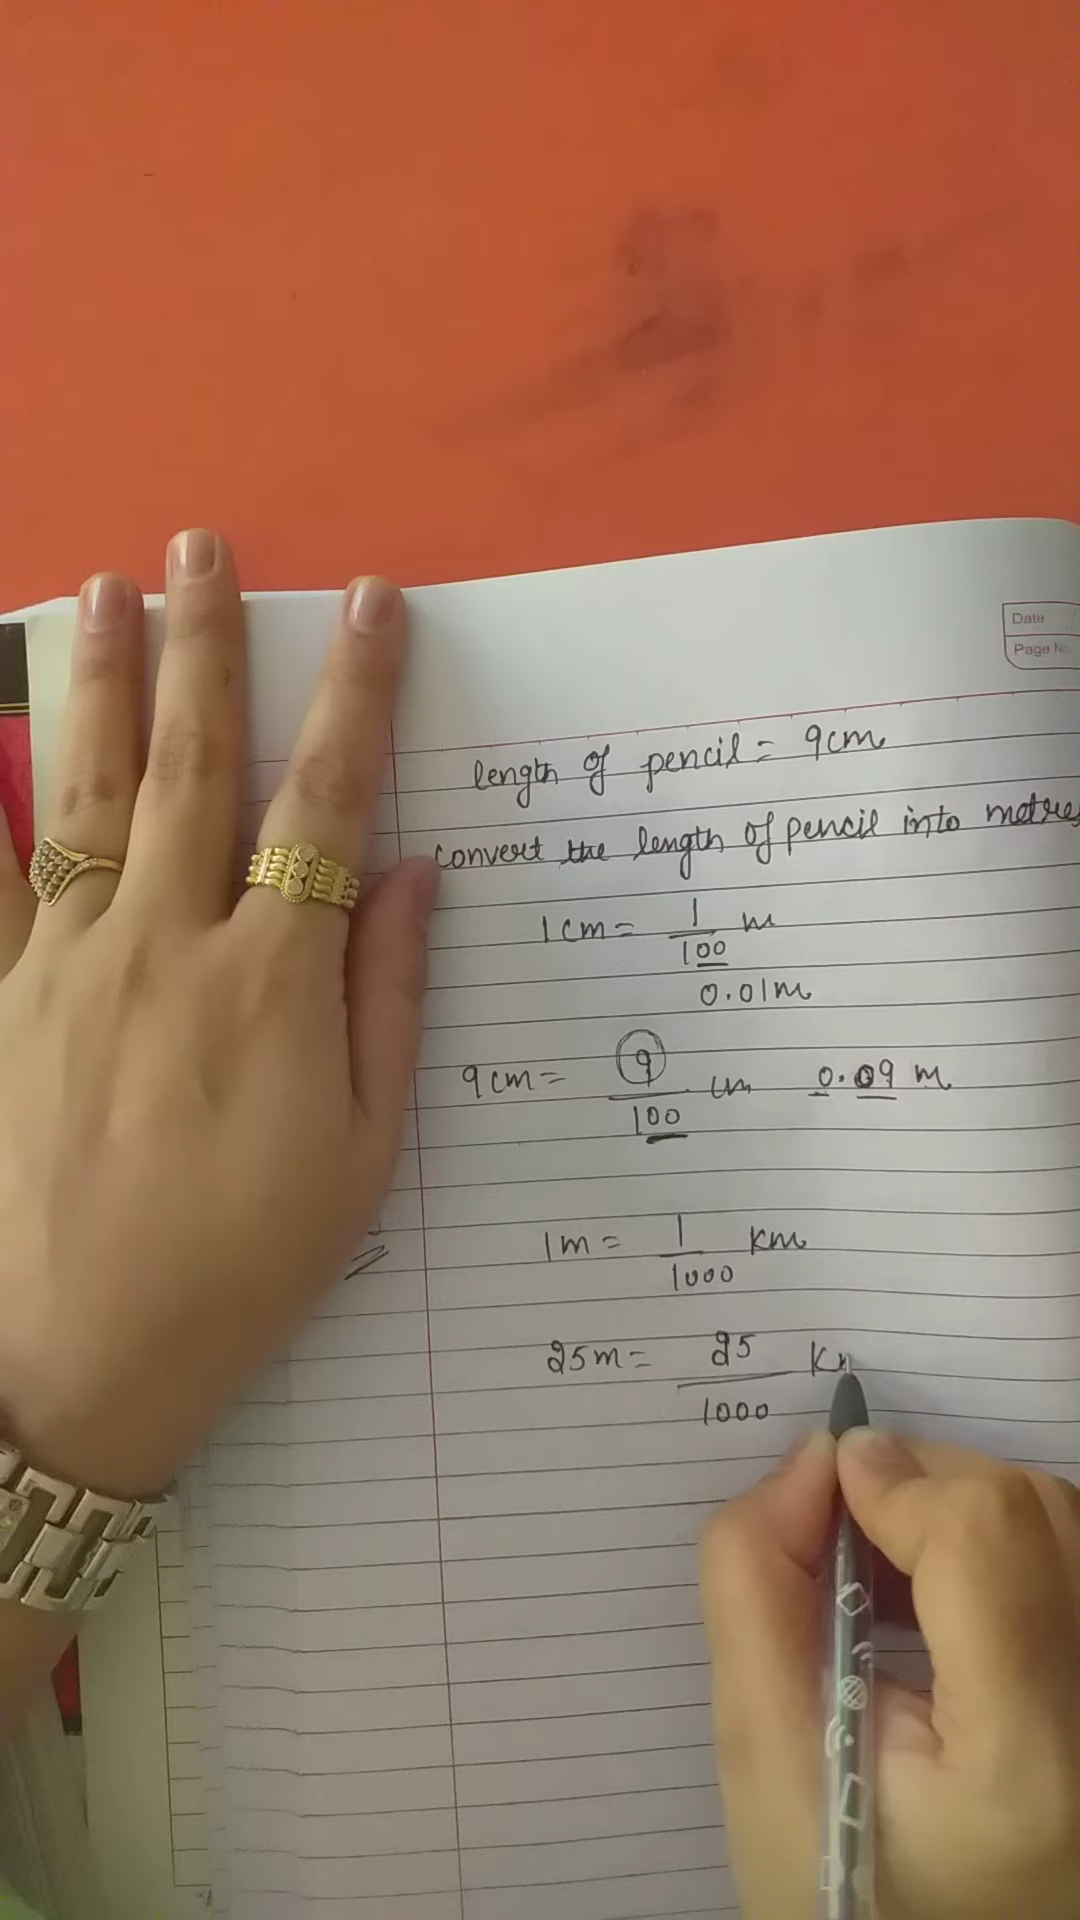 Date
Page No
length of pencil = 9cm
convert the length of pencil into metres
1cm = 1/100 m
0.01m
9cm = 9/100 m 0.09 m
1m = 1/1000 km
25m = 25/1000 Km